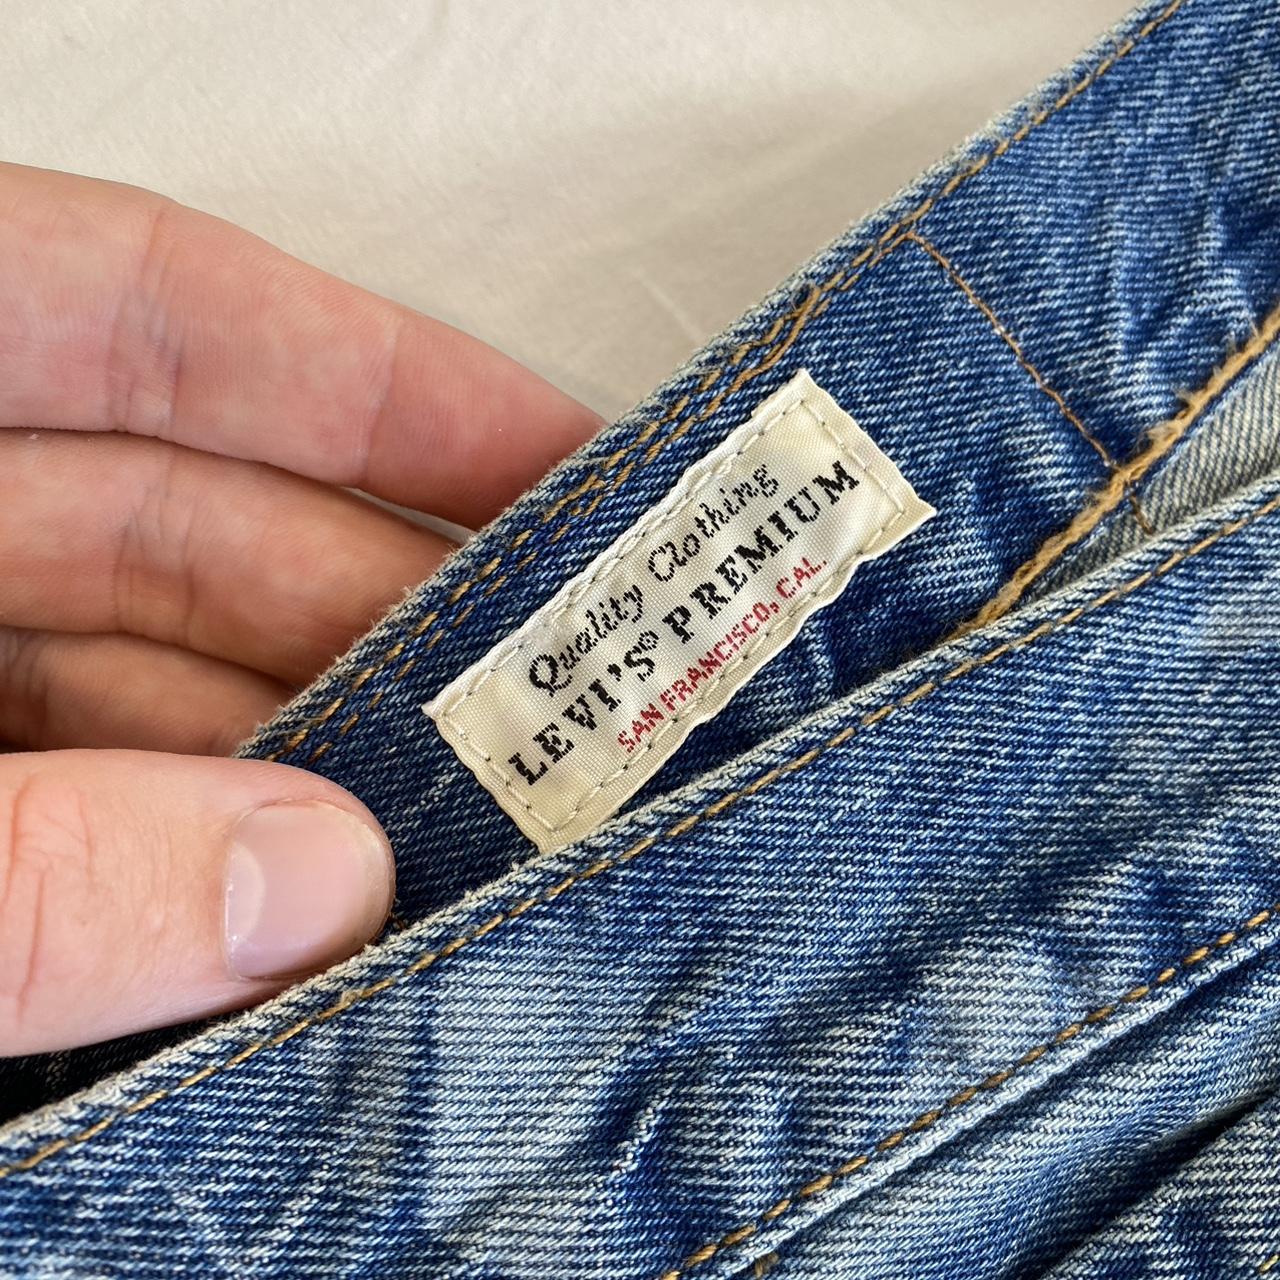 Quality Clothing
LEVI'S® PREMIUM
SAN FRANCISCO, CAL.